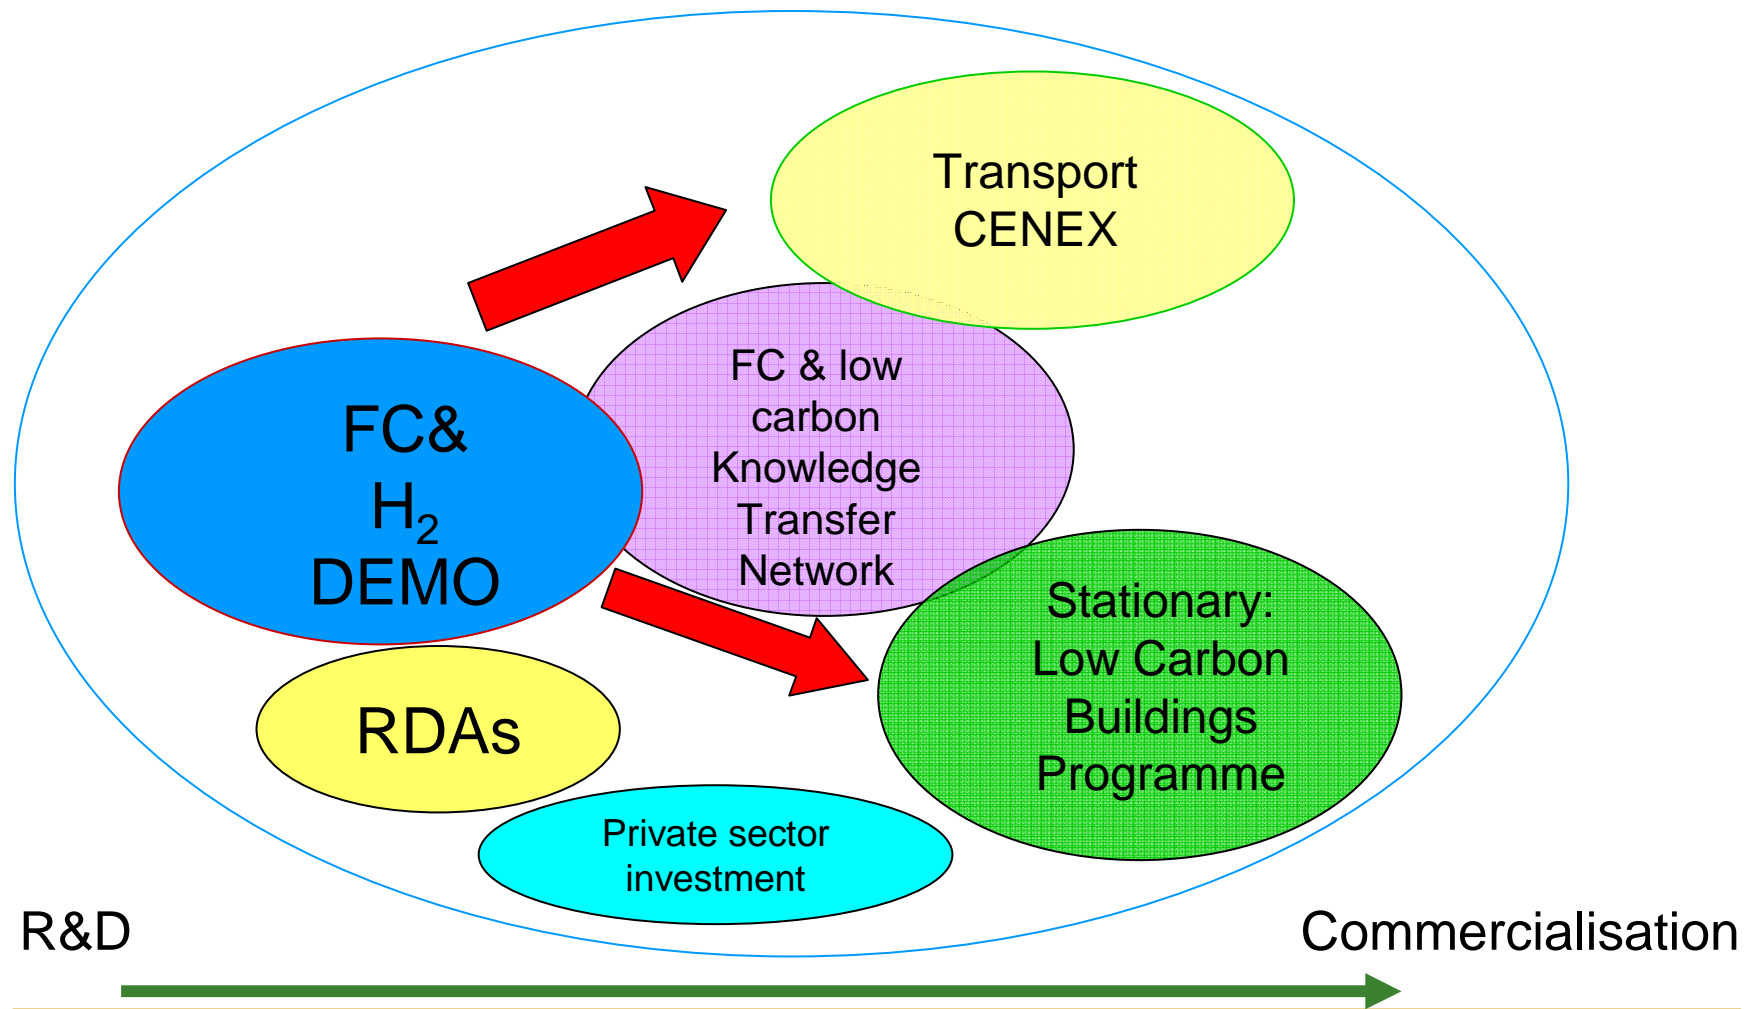 Transport
CENEX
FC & low
carbon
Knowledge
Transfer
Network
FC&
H₂
DEMO
Stationary:
Low Carbon
Buildings
Programme
RDAs
Private sector
investment
R&D
Commercialisation